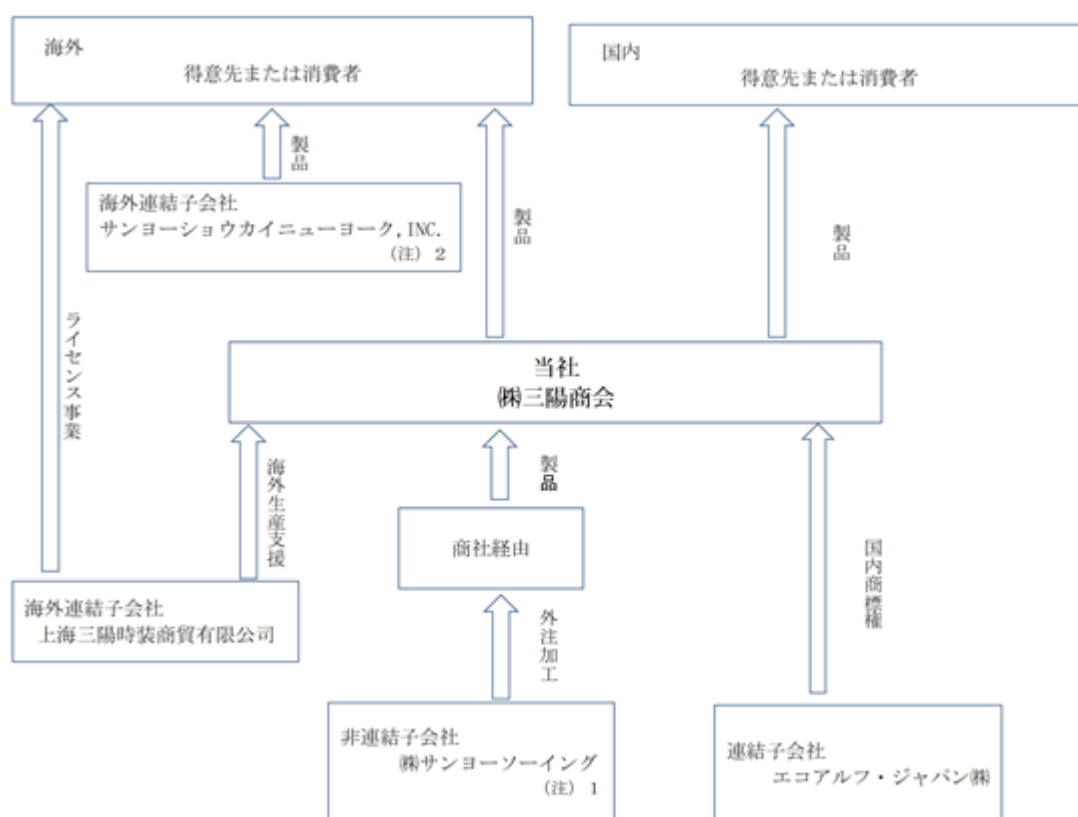 海外
得意先または消費者
国内
得意先または消費者
製品
海外連結子会社
サンヨーショウカイニューヨーク, INC.
(注) 2
製品
製品
ライセンス事業
当社
㈱三陽商会
海外生産支援
製品
商社経由
国内商標権
海外連結子会社
上海三陽時装商貿有限公司
外注加工
非連結子会社
㈱サンヨーソーイング
(注) 1
連結子会社
エコアルフ・ジャパン㈱